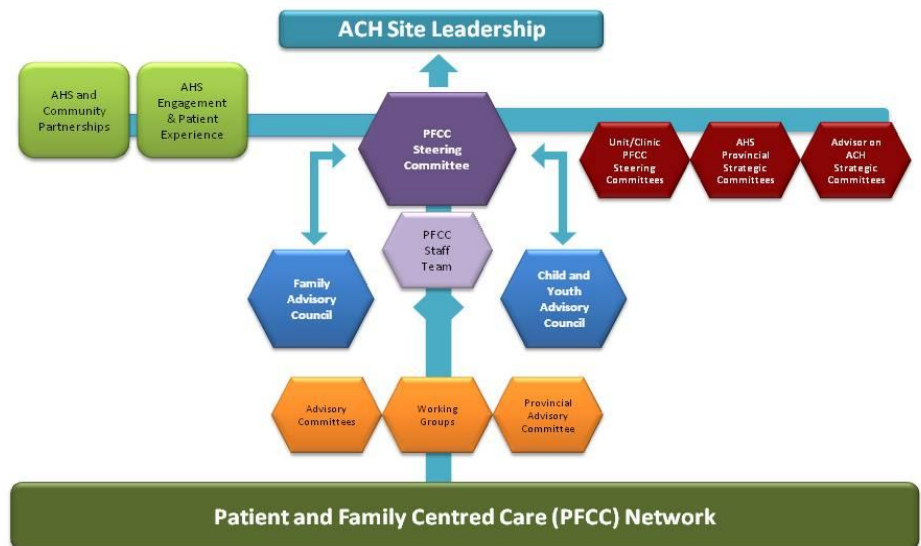 ACH Site Leadership
AHS and
Community
Partnerships
AHS
Engagement
& Patient
Experience
PFCC
Steering
Committee
Unit/Clinic
PFCC
Steering
Committees
AHS
Provincial
Strategic
Committees
Advisor on
ACH
Strategic
Committees
PFCC
Staff
Team
Family
Advisory
Council
Child and
Youth
Advisory
Council
Advisory
Committees
Working
Groups
Provincial
Advisory
Committee
Patient and Family Centred Care (PFCC) Network